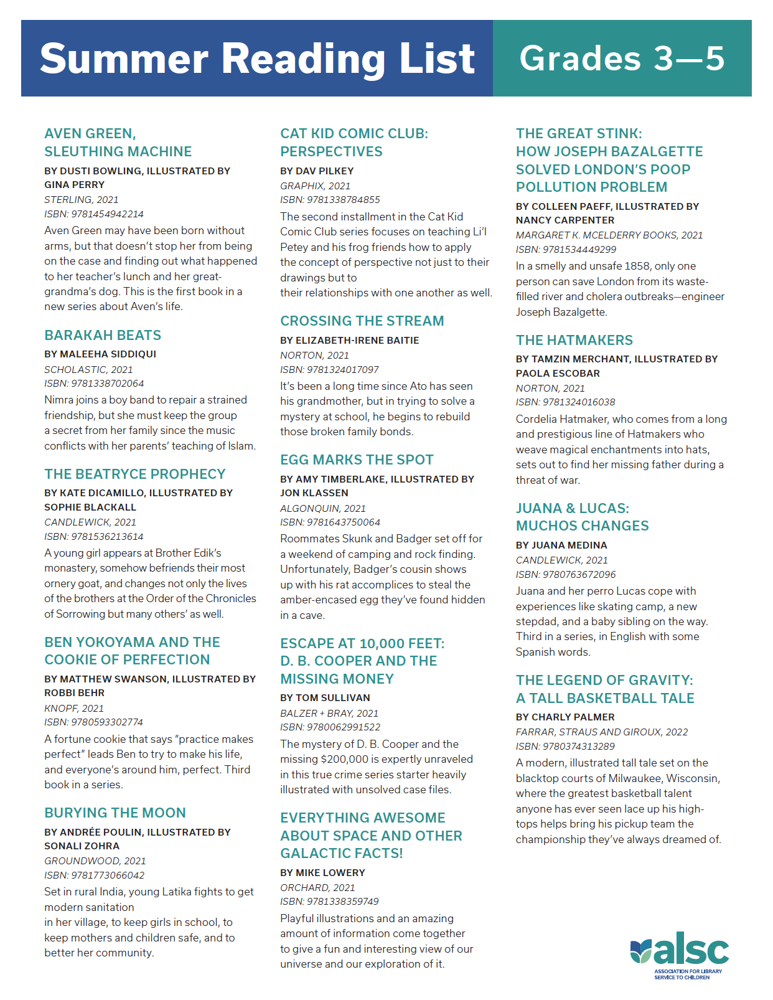 Summer Reading List
Grades 3—5
AVEN GREEN,
SLEUTHING MACHINE
BY DUSTI BOWLING, ILLUSTRATED BY
GINA PERRY
STERLING, 2021
ISBN: 9781454942214
Aven Green may have been born without
arms, but that doesn’t stop her from being
on the case and finding out what happened
to her teacher’s lunch and her great-
grandma’s dog. This is the first book in a
new series about Aven’s life.
BARAKAH BEATS
BY MALEEHA SIDDIQUI
SCHOLASTIC, 2021
ISBN: 9781338702064
Nimra joins a boy band to repair a strained
friendship, but she must keep the group
a secret from her family since the music
conflicts with her parents’ teaching of Islam.
THE BEATRYCE PROPHECY
BY KATE DICAMILLO, ILLUSTRATED BY
SOPHIE BLACKALL
CANDLEWICK, 2021
ISBN: 9781536213614
A young girl appears at Brother Edik’s
monastery, somehow befriends their most
ornery goat, and changes not only the lives
of the brothers at the Order of the Chronicles
of Sorrowing but many others’ as well.
BEN YOKOYAMA AND THE
COOKIE OF PERFECTION
BY MATTHEW SWANSON, ILLUSTRATED BY
ROBBI BEHR
KNOPF, 2021
ISBN: 9780593302774
A fortune cookie that says “practice makes
perfect” leads Ben to try to make his life,
and everyone’s around him, perfect. Third
book in a series.
BURYING THE MOON
BY ANDRÉE POULIN, ILLUSTRATED BY
SONALI ZOHRA
GROUNDWOOD, 2021
ISBN: 9781773066042
Set in rural India, young Latika fights to get
modern sanitation
in her village, to keep girls in school, to
keep mothers and children safe, and to
better her community.
CAT KID COMIC CLUB:
PERSPECTIVES
BY DAV PILKEY
GRAPHIX, 2021
ISBN: 9781338784855
The second installment in the Cat Kid
Comic Club series focuses on teaching Li’l
Petey and his frog friends how to apply
the concept of perspective not just to their
drawings but to
their relationships with one another as well.
CROSSING THE STREAM
BY ELIZABETH-IRENE BAITIE
NORTON, 2021
ISBN: 9781324017097
It’s been a long time since Ato has seen
his grandmother, but in trying to solve a
mystery at school, he begins to rebuild
those broken family bonds.
EGG MARKS THE SPOT
BY AMY TIMBERLAKE, ILLUSTRATED BY
JON KLASSEN
ALGONQUIN, 2021
ISBN: 9781643750064
Roommates Skunk and Badger set off for
a weekend of camping and rock finding.
Unfortunately, Badger’s cousin shows
up with his rat accomplices to steal the
amber-encased egg they’ve found hidden
in a cave.
ESCAPE AT 10,000 FEET:
D. B. COOPER AND THE
MISSING MONEY
BY TOM SULLIVAN
BALZER + BRAY, 2021
ISBN: 9780062991522
The mystery of D. B. Cooper and the
missing $200,000 is expertly unraveled
in this true crime series starter heavily
illustrated with unsolved case files.
EVERYTHING AWESOME
ABOUT SPACE AND OTHER
GALACTIC FACTS!
BY MIKE LOWERY
ORCHARD, 2021
ISBN: 9781338359749
Playful illustrations and an amazing
amount of information come together
to give a fun and interesting view of our
universe and our exploration of it.
THE GREAT STINK:
HOW JOSEPH BAZALGETTE
SOLVED LONDON’S POOP
POLLUTION PROBLEM
BY COLLEEN PAEFF, ILLUSTRATED BY
NANCY CARPENTER
MARGARET K. MCELDERRY BOOKS, 2021
ISBN: 9781534449299
In a smelly and unsafe 1858, only one
person can save London from its waste-
filled river and cholera outbreaks—engineer
Joseph Bazalgette.
THE HATMAKERS
BY TAMZIN MERCHANT, ILLUSTRATED BY
PAOLA ESCOBAR
NORTON, 2021
ISBN: 9781324016038
Cordelia Hatmaker, who comes from a long
and prestigious line of Hatmakers who
weave magical enchantments into hats,
sets out to find her missing father during a
threat of war.
JUANA & LUCAS:
MUCHOS CHANGES
BY JUANA MEDINA
CANDLEWICK, 2021
ISBN: 9780763672096
Juana and her perro Lucas cope with
experiences like skating camp, a new
stepdad, and a baby sibling on the way.
Third in a series, in English with some
Spanish words.
THE LEGEND OF GRAVITY:
A TALL BASKETBALL TALE
BY CHARLY PALMER
FARRAR, STRAUS AND GIROUX, 2022
ISBN: 9780374313289
A modern, illustrated tall tale set on the
blacktop courts of Milwaukee, Wisconsin,
where the greatest basketball talent
anyone has ever seen lace up his high-
tops helps bring his pickup team the
championship they’ve always dreamed of.
alsc
ASSOCIATION FOR LIBRARY
SERVICE TO CHILDREN